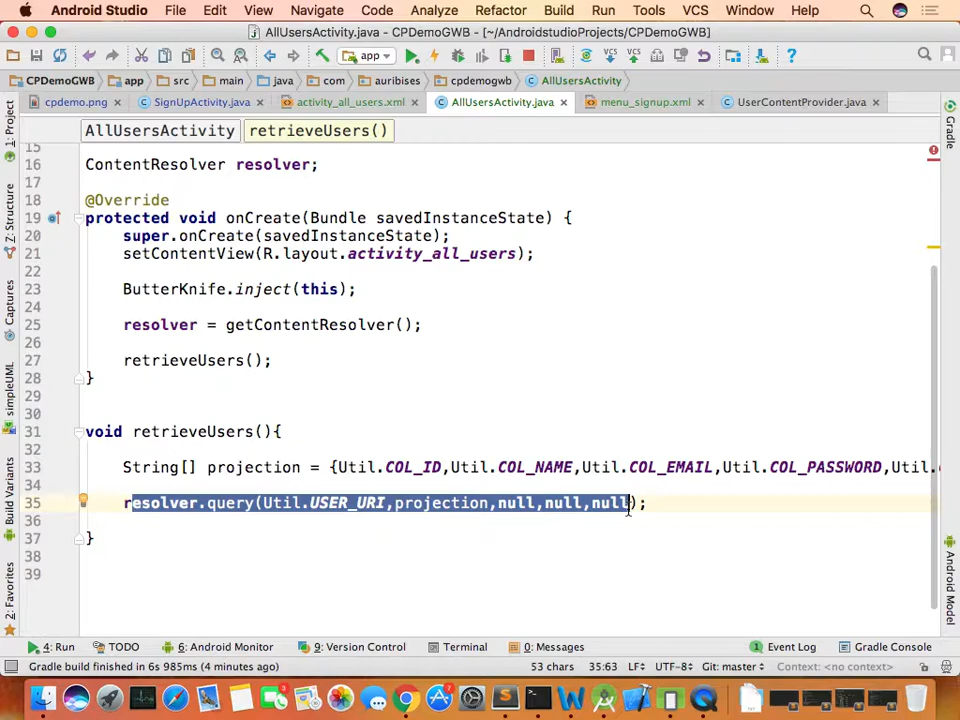 Android Studio File Edit View Navigate Code Analyze Refactor Build Run Tools VCS Window Help
AllUsersActivity.java - CPDemoGWB - [~/AndroidstudioProjects/CPDemoGWB]
app
CPDemoGWB app src main java com auribises cpdemogwb AllUsersActivity
cpdemo.png SignUpActivity.java activity_all_users.xml AllUsersActivity.java menu_signup.xml UserContentProvider.java
AllUsersActivity retrieveUsers()
15
16 ContentResolver resolver;
17
18 @Override
19 protected void onCreate(Bundle savedInstanceState) {
20 super.onCreate(savedInstanceState);
21 setContentView(R.layout.activity_all_users);
22
23 ButterKnife.inject(this);
24
25 resolver = getContentResolver();
26
27 retrieveUsers();
28 }
29
30
31 void retrieveUsers(){
32
33 String[] projection = {Util.COL_ID,Util.COL_NAME,Util.COL_EMAIL,Util.COL_PASSWORD,Util.
34
35 resolver.query(Util.USER_URI,projection,null,null,null);
36
37 }
38
39
1: Project
7: Structure
Captures
simpleUML
Build Variants
2: Favorites
Gradle
Android Model
4: Run TODO 6: Android Monitor 9: Version Control Terminal 0: Messages Event Log Gradle Console
Gradle build finished in 6s 985ms (4 minutes ago) 53 chars 35:63 LF÷ UTF-8÷ Git: master÷ Context: <no context>